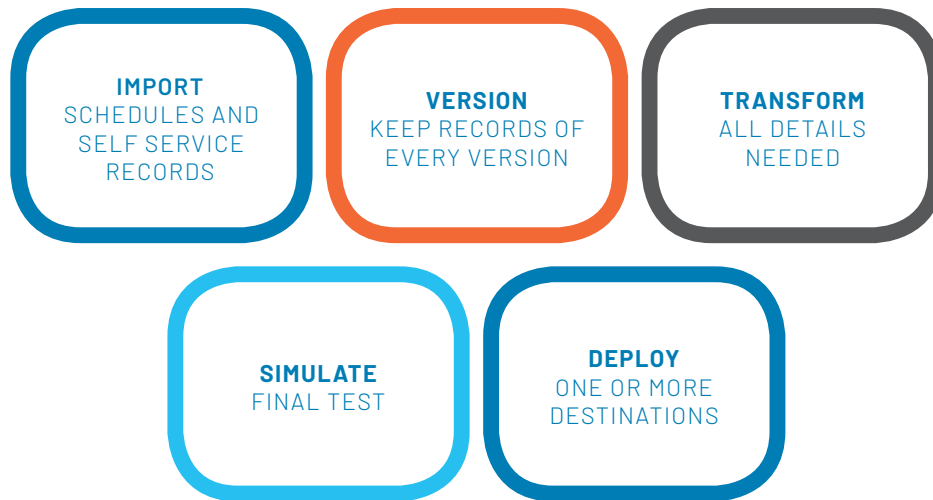 IMPORT
SCHEDULES AND
SELF SERVICE
RECORDS
VERSION
KEEP RECORDS OF
EVERY VERSION
TRANSFORM
ALL DETAILS
NEEDED
SIMULATE
FINAL TEST
DEPLOY
ONE OR MORE
DESTINATIONS